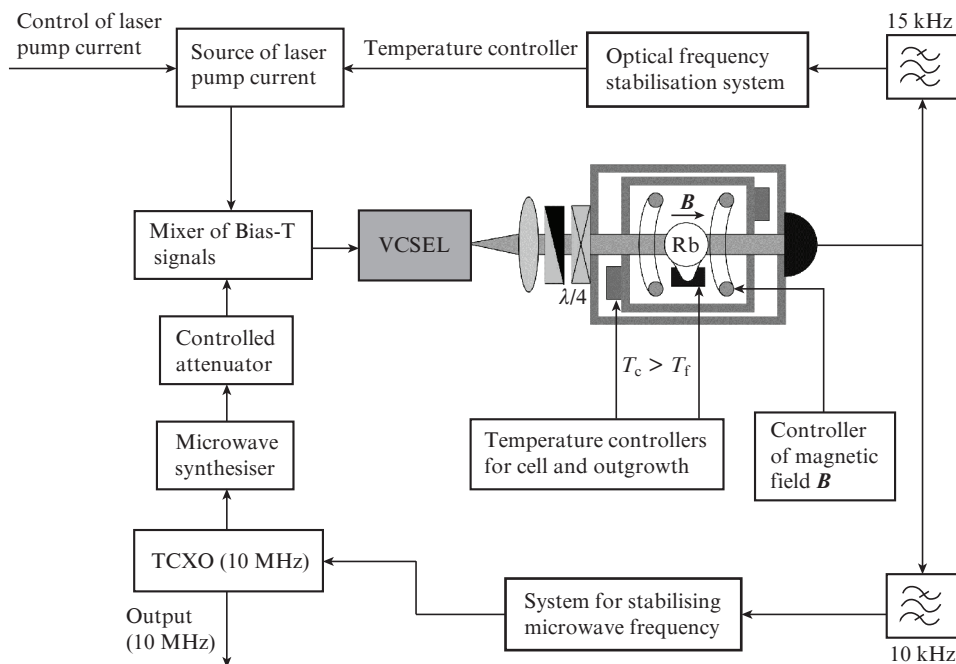 Control of laser
pump current
Source of laser
pump current
Temperature controller
Optical frequency
stabilisation system
15 kHz
Mixer of Bias-T
signals
VCSEL
λ/4
B
Rb
Controlled
attenuator
Tc > Tf
Microwave
synthesiser
Temperature controllers
for cell and outgrowth
Controller
of magnetic
field B
TCXO (10 MHz)
Output
(10 MHz)
System for stabilising
microwave frequency
10 kHz